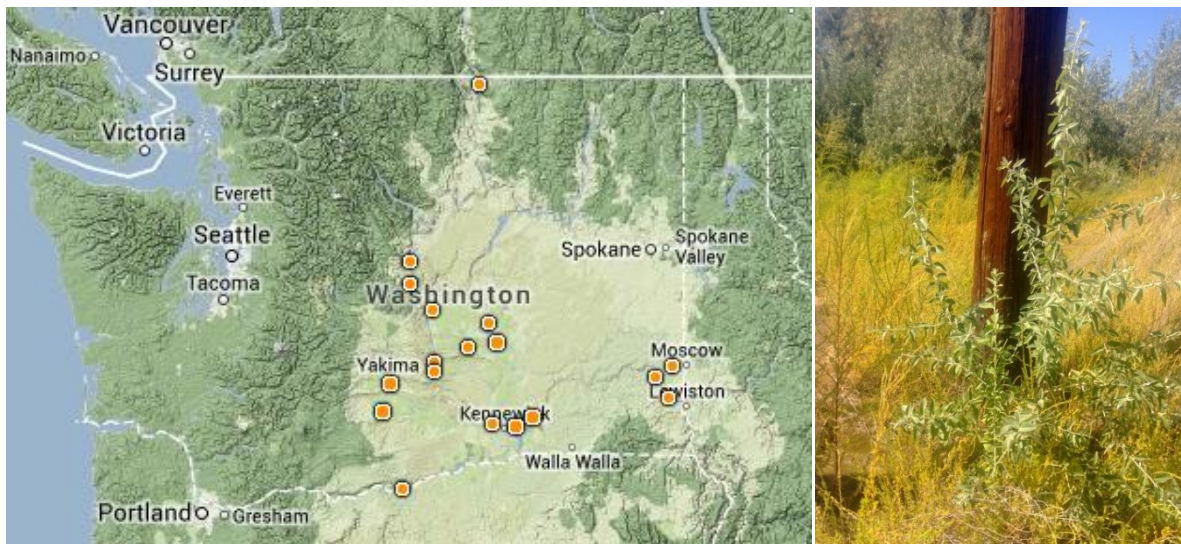 Vancouver
Nanaimo
Surrey
Victoria
Everett
Seattle
Tacoma
Spokane
Spokane
Valley
Washington
Yakima
Moscow
Lewiston
Kennewick
Walla Walla
Portland
Gresham